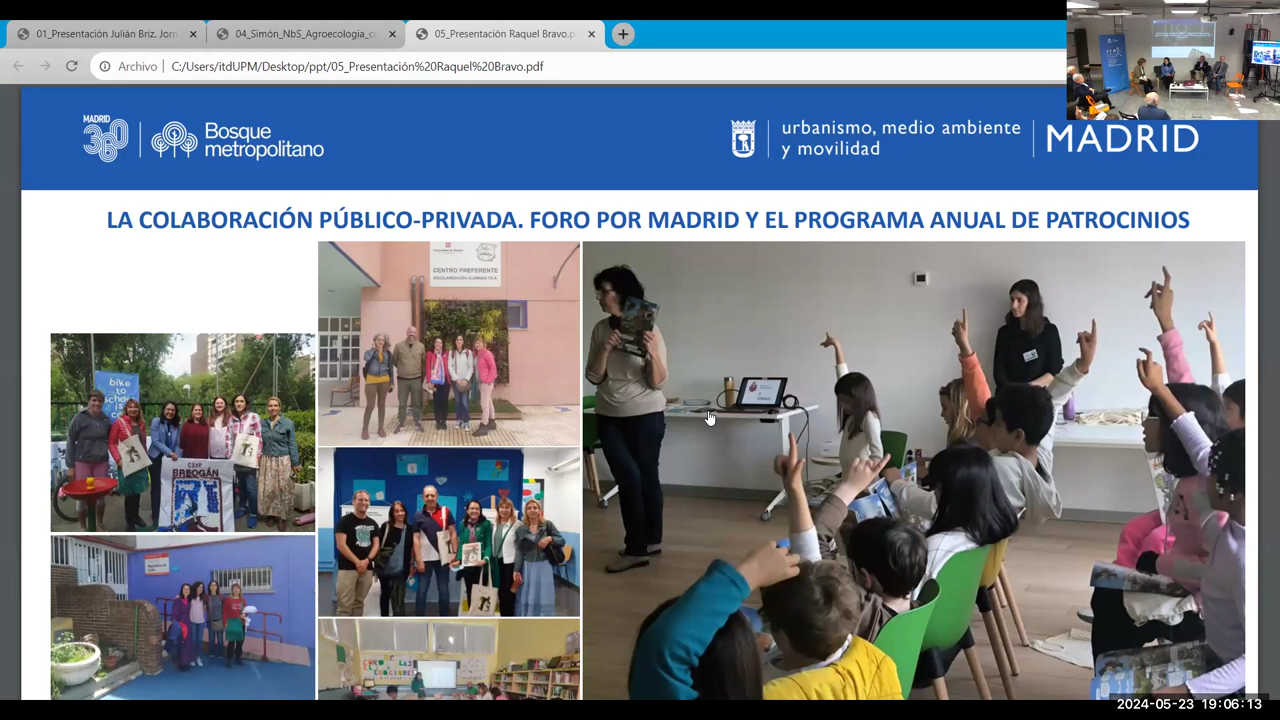 01_Presentación Julián Briz. Jorn
04_Simón_NbS_Agroecologia_c
05_Presentación Raquel Bravo.p
Archivo
C:/Users/itdUPM/Desktop/ppt/05_Presentación%20Raquel%20Bravo.pdf
MADRID
360
Bosque
metropolitano
urbanismo, medio ambiente
y movilidad
MADRID
LA COLABORACIÓN PÚBLICO-PRIVADA. FORO POR MADRID Y EL PROGRAMA ANUAL DE PATROCINIOS
CENTRO PREFERENTE
bike
to
school
CEIP
BREOGÁN
2024-05-23 19:06:13